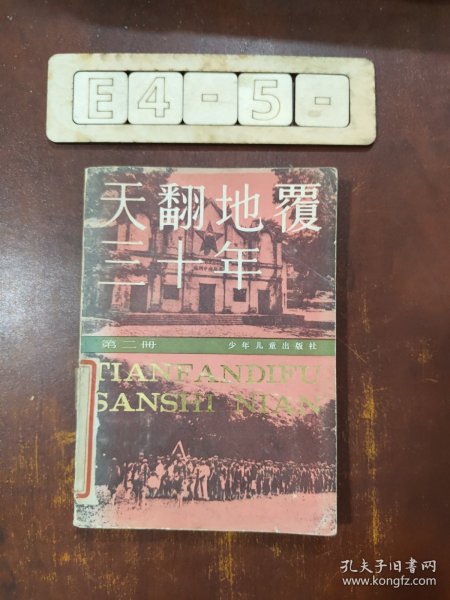 E4-5-
天翻地覆
三十年
第二册 少年儿童出版社
TIANFANDIFU
SANSHI NIAN
孔夫子旧书网
www.kongfz.com